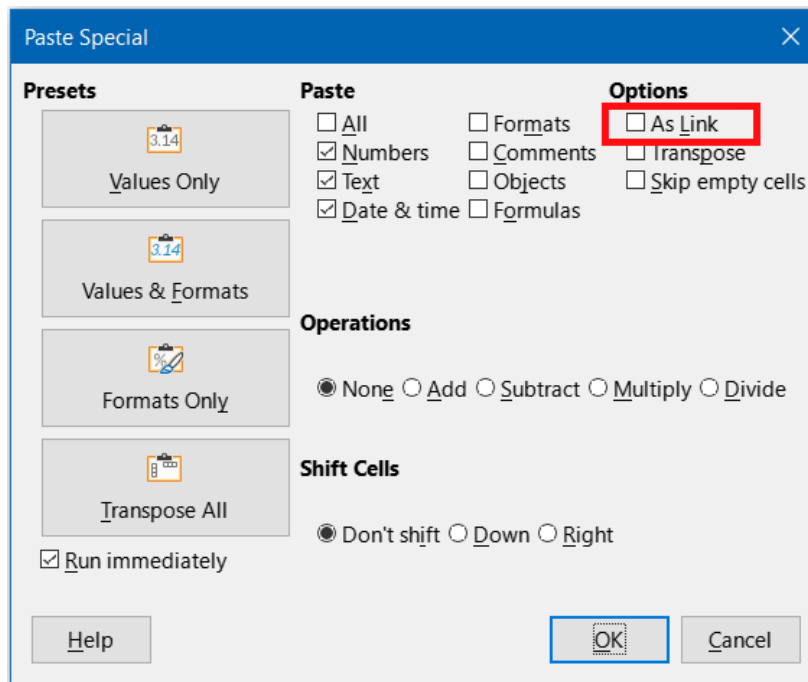 Paste Special
Presets
3.14
Values Only
3.14
Values & Formats
%
Formats Only
Transpose All
Run immediately
Paste
All
Numbers
Text
Date & time
Formats
Comments
Objects
Formulas
Options
As Link
Transpose
Skip empty cells
Operations
None Add Subtract Multiply Divide
Shift Cells
Don't shift Down Right
Help
OK
Cancel